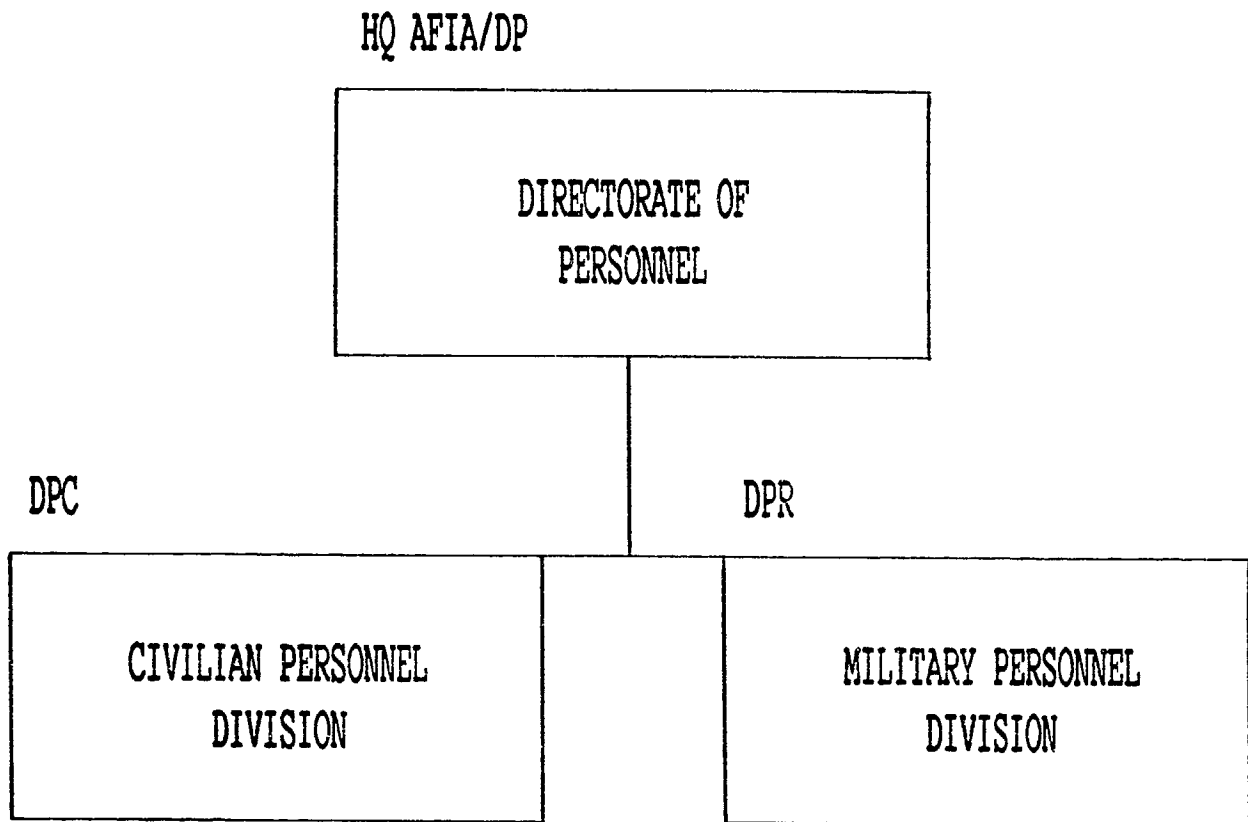 HQ AFIA/DP
DIRECTORATE OF
PERSONNEL
DPC
DPR
CIVILIAN PERSONNEL
DIVISION
MILITARY PERSONNEL
DIVISION